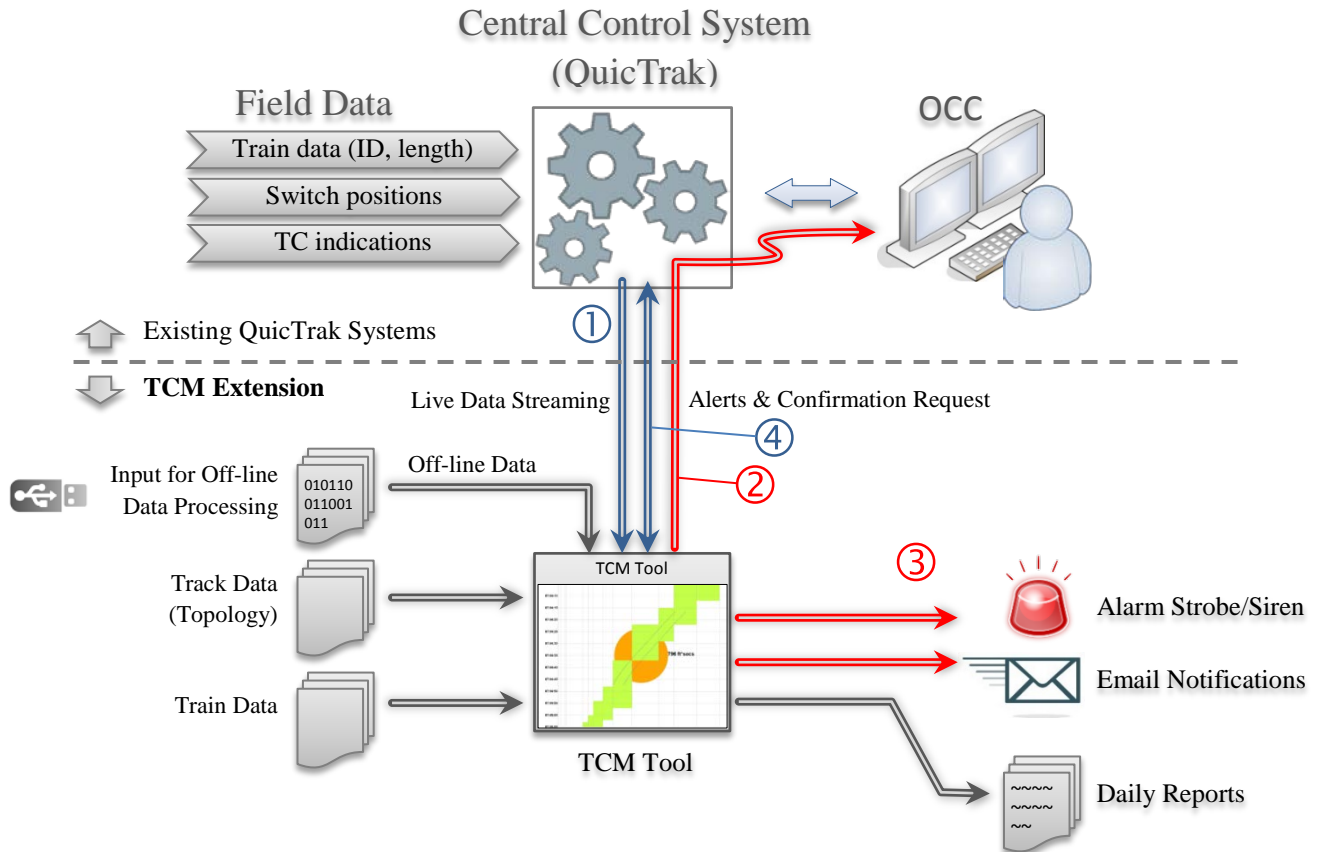 Central Control System
(QuicTrak)
Field Data
OCC
Train data (ID, length)
Switch positions
TC indications
①
Existing QuicTrak Systems
TCM Extension
Live Data Streaming
Alerts & Confirmation Request
④
②
Input for Off-line
Data Processing
010110
011001
011
Off-line Data
TCM Tool
③
Track Data
(Topology)
Alarm Strobe/Siren
Email Notifications
Train Data
TCM Tool
Daily Reports
~~~~
~~~~
~~